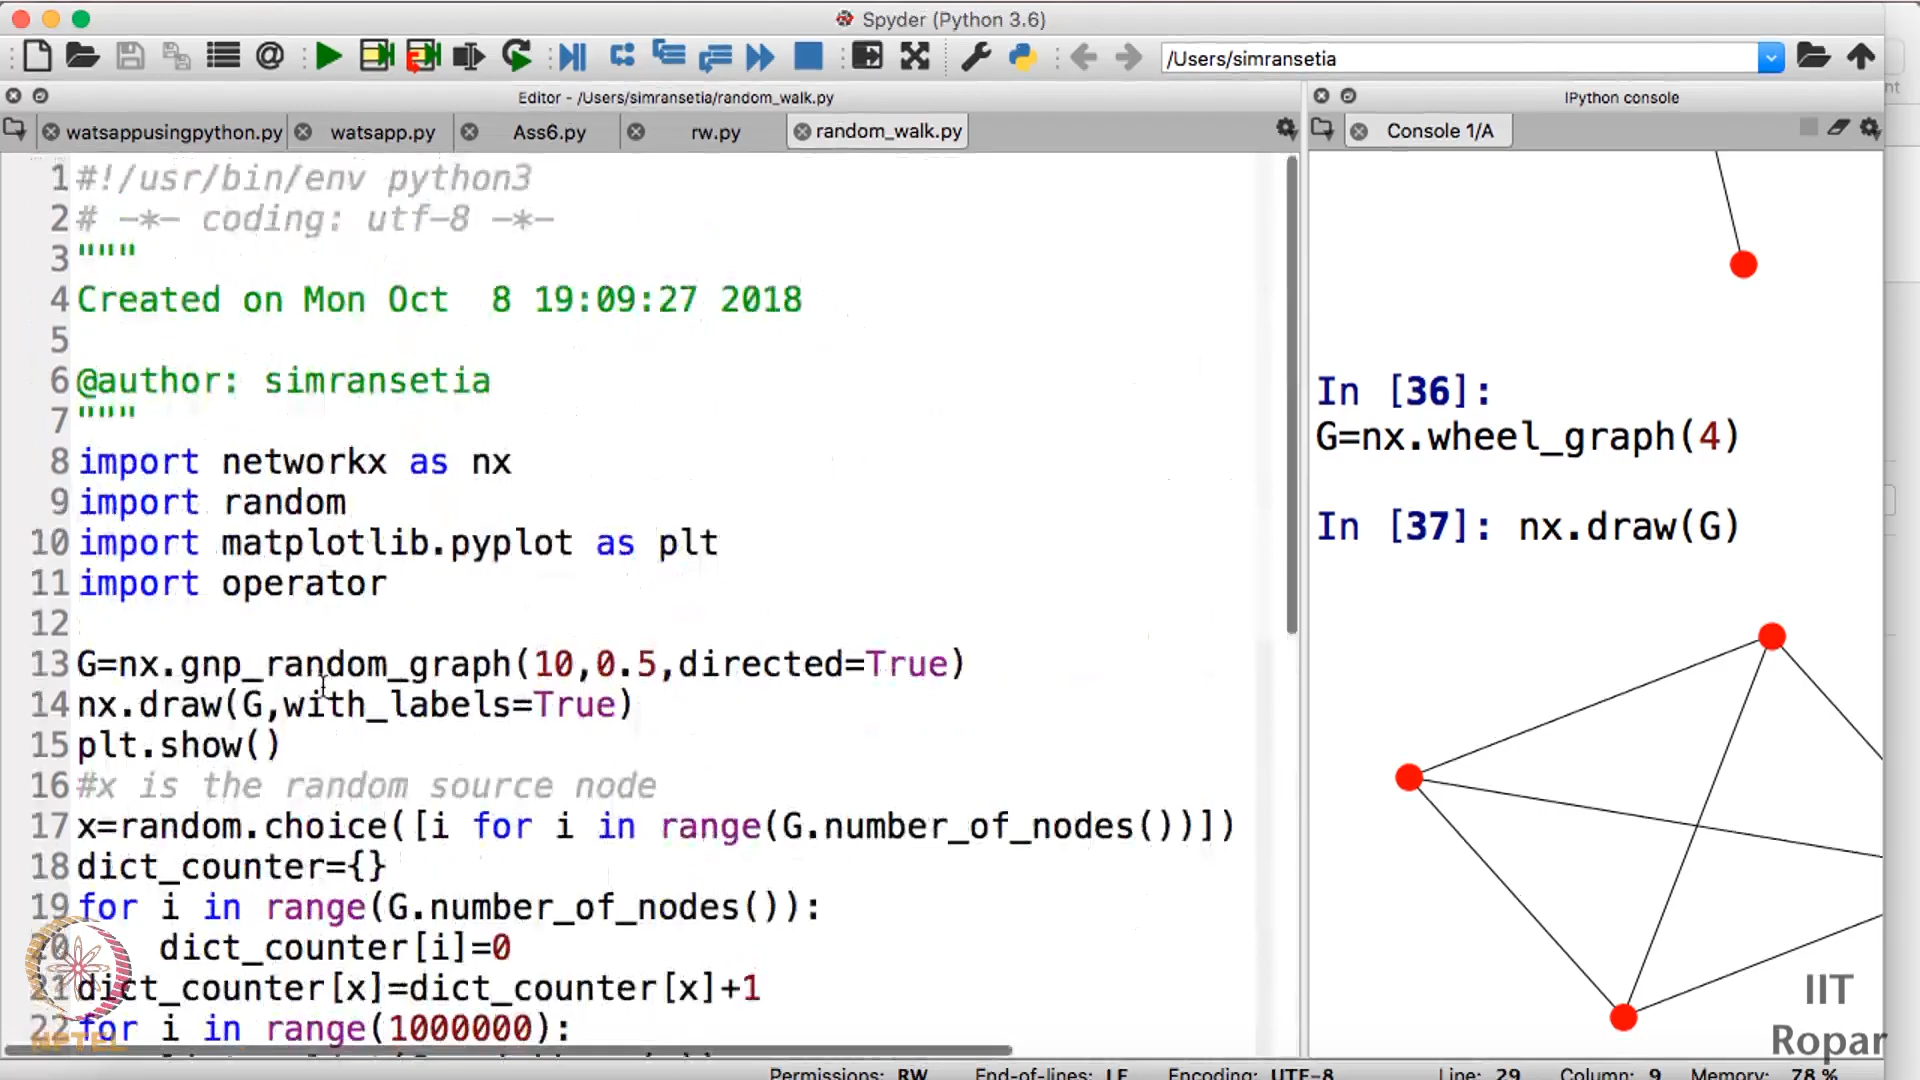 Spyder (Python 3.6)
/Users/simransetia
Editor - /Users/simransetia/random_walk.py
IPython console
watsappusingpython.py
watsapp.py
Ass6.py
rw.py
random_walk.py
Console 1/A
1 #!/usr/bin/env python3
2 # -*- coding: utf-8 -*-
3 """
4 Created on Mon Oct  8 19:09:27 2018
5
6 @author: simransetia
7 """
8 import networkx as nx
9 import random
10 import matplotlib.pyplot as plt
11 import operator
12
13 G=nx.gnp_random_graph(10,0.5,directed=True)
14 nx.draw(G,with_labels=True)
15 plt.show()
16 #x is the random source node
17 x=random.choice([i for i in range(G.number_of_nodes())])
18 dict_counter={}
19 for i in range(G.number_of_nodes()):
20     dict_counter[i]=0
21 dict_counter[x]=dict_counter[x]+1
22 for i in range(1000000):
In [36]:
G=nx.wheel_graph(4)
In [37]: nx.draw(G)
NPTEL
IIT
Ropar
Permissions: RW End-of-lines: LF Encoding: UTF-8 Line: 29 Column: 9 Memory: 78 %